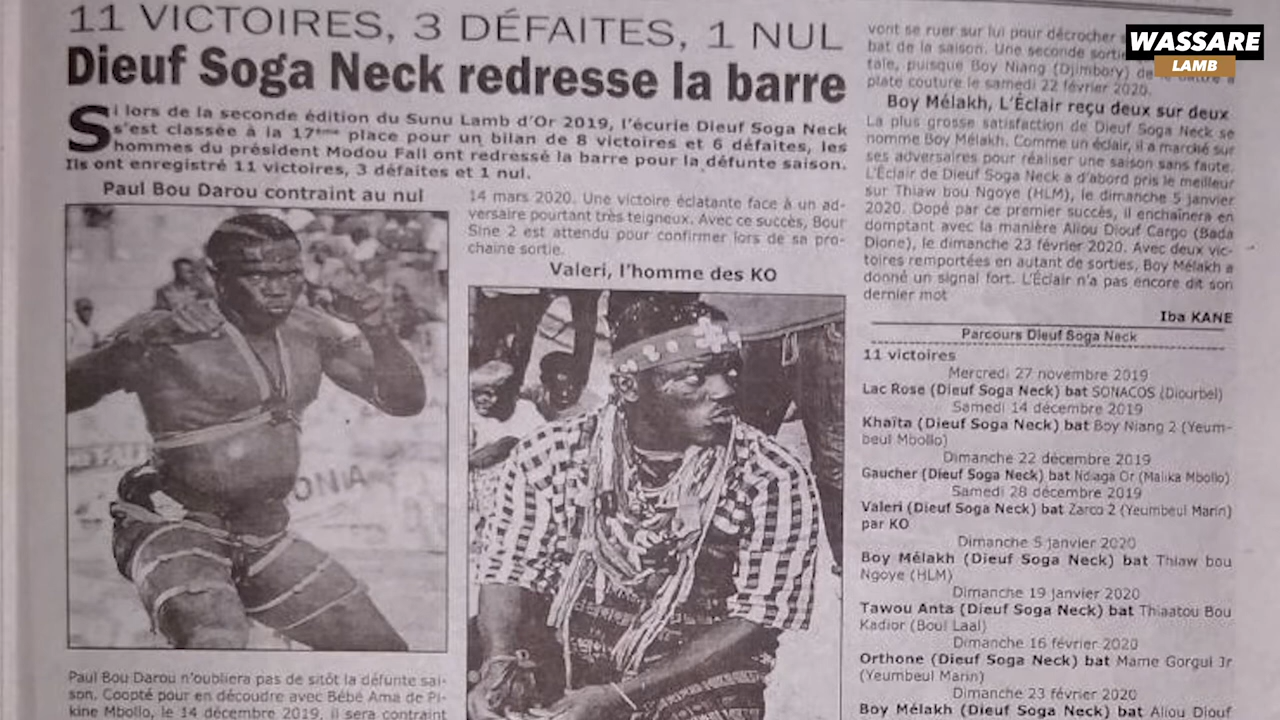 11 VICTOIRES, 3 DÉFAITES, 1 NUL
Dieuf Soga Neck redresse la barre
Si lors de la seconde édition du Sunu Lamb d'Or 2019, l'écurie Dieuf Soga Neck
s'est classée à la 17ème place pour un bilan de 8 victoires et 6 défaites, les
hommes du président Modou Fall ont redressé la barre pour la défunte saison.
Ils ont enregistré 11 victoires, 3 défaites et 1 nul.
Paul Bou Darou contraint au nul
ONIA
Paul Bou Darou n'oubliera pas de sitôt la défunte sai-
son. Coopté pour en découdre avec Bébé Ama de Pi-
kine Mbollo, le 14 décembre 2019, il sera contraint
14 mars 2020. Une victoire éclatante face à un ad-
versaire pourtant très teigneux. Avec ce succès, Bour
Sine 2 est attendu pour confirmer lors de sa pro-
chaine sortie.
Valeri, l'homme des KO
vont se ruer sur lui pour décrocher
bat de la saison. Une seconde sortie
tale, puisque Boy Niang (Djimbory) de
plate couture le samedi 22 février 2020.
Boy Mélakh, L'Éclair reçu deux sur deux
La plus grosse satisfaction de Dieuf Soga Neck se
nomme Boy Mélakh. Comme un éclair, il a marché sur
ses adversaires pour réaliser une saison sans faute.
L'Éclair de Dieuf Soga Neck a d'abord pris le meilleur
sur Thiaw bou Ngoye (HLM), le dimanche 5 janvier
2020. Dopé par ce premier succès, il enchaînera en
domptant avec la manière Aliou Diouf Cargo (Bada
Dione), le dimanche 23 février 2020. Avec deux vic-
toires remportées en autant de sorties, Boy Mélakh a
donné un signal fort. L'Éclair n'a pas encore dit son
dernier mot
Iba KANE
Parcours Dieuf Soga Neck
11 victoires
Mercredi 27 novembre 2019
Lac Rose (Dieuf Soga Neck) bat SONACOS (Diourbel)
Samedi 14 décembre 2019
Khaïta (Dieuf Soga Neck) bat Boy Niang 2 (Yeum-
beul Mbollo)
Dimanche 22 décembre 2019
Gaucher (Dieuf Soga Neck) bat Ndiaga Or (Malika Mbollo)
Samedi 28 décembre 2019
Valeri (Dieuf Soga Neck) bat Zarco 2 (Yeumbeul Marin)
par KO
Dimanche 5 janvier 2020
Boy Mélakh (Dieuf Soga Neck) bat Thiaw bou
Ngoye (HLM)
Dimanche 19 janvier 2020
Tawou Anta (Dieuf Soga Neck) bat Thiaatou Bou
Kadior (Boul Laal)
Dimanche 16 février 2020
Orthone (Dieuf Soga Neck) bat Mame Gorgui Jr
(Yeumbeul Marin)
Dimanche 23 février 2020
Boy Mélakh (Dieuf Soga Neck) bat Aliou Diouf
WASSARE
LAMB